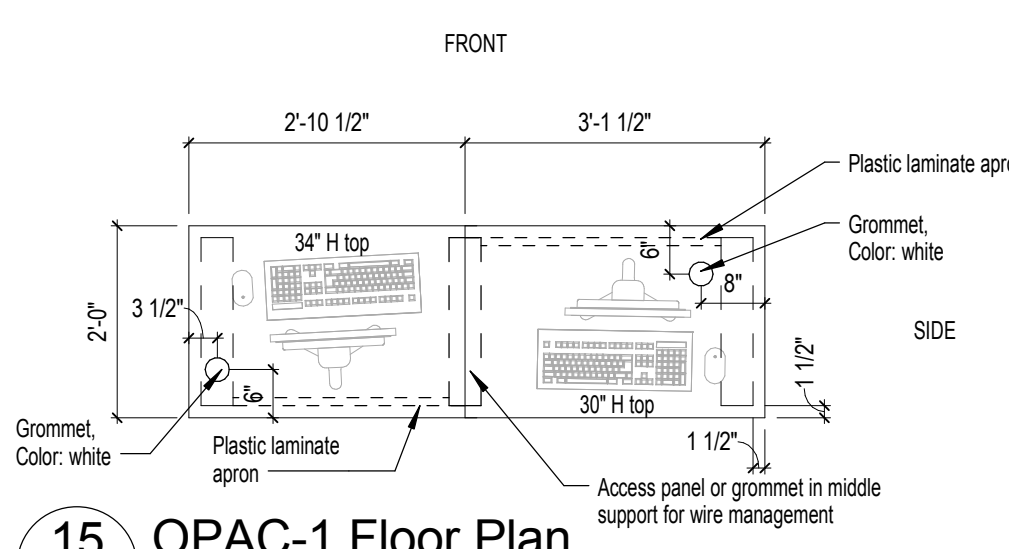 FRONT
2'-10 1/2"
3'-1 1/2"
Plastic laminate apro
Grommet,
Color: white
34" H top
6"
8"
2'-0"
3 1/2"
SIDE
1 1/2"
6"
30" H top
Grommet,
Color: white
Plastic laminate
apron
1 1/2"
Access panel or grommet in middle
support for wire management
15
OPAC-1 Floor Plan